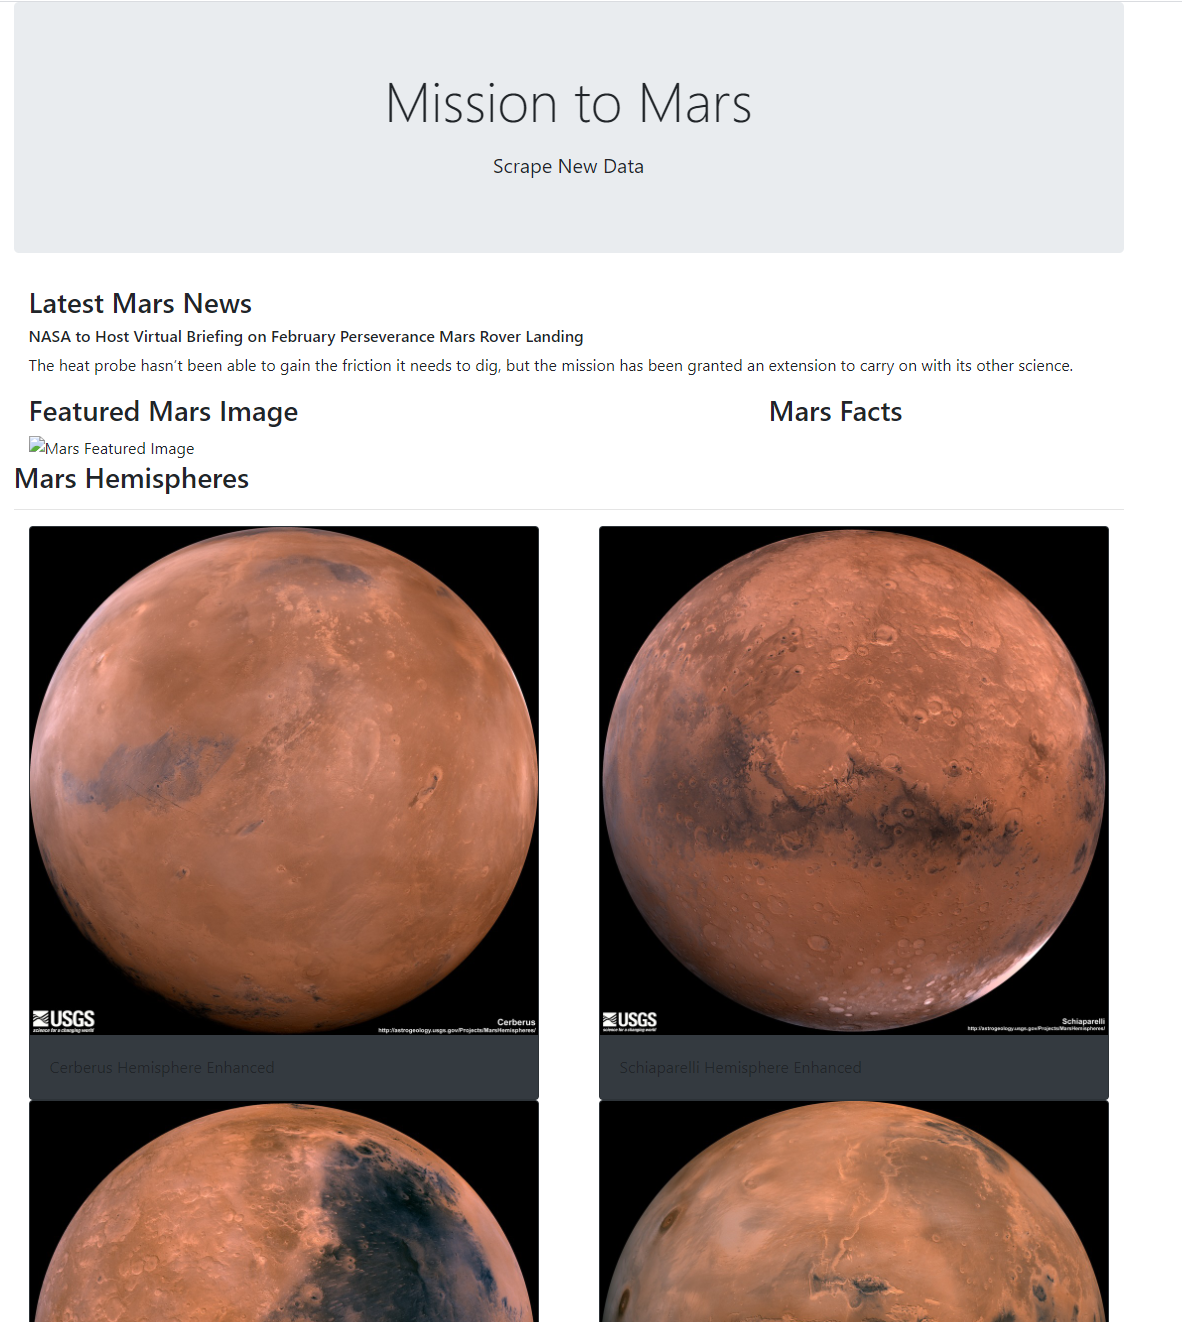 Mission to Mars
Scrape New Data
Latest Mars News
NASA to Host Virtual Briefing on February Perseverance Mars Rover Landing
The heat probe hasn’t been able to gain the friction it needs to dig, but the mission has been granted an extension to carry on with its other science.
Featured Mars Image
Mars Facts
Mars Featured Image
Mars Hemispheres
USGS
science for a changing world
Cerberus
http://astrogeology.usgs.gov/Projects/MarsHemispheres/
USGS
science for a changing world
Schiaparelli
http://astrogeology.usgs.gov/Projects/MarsHemispheres/
Cerberus Hemisphere Enhanced
Schiaparelli Hemisphere Enhanced